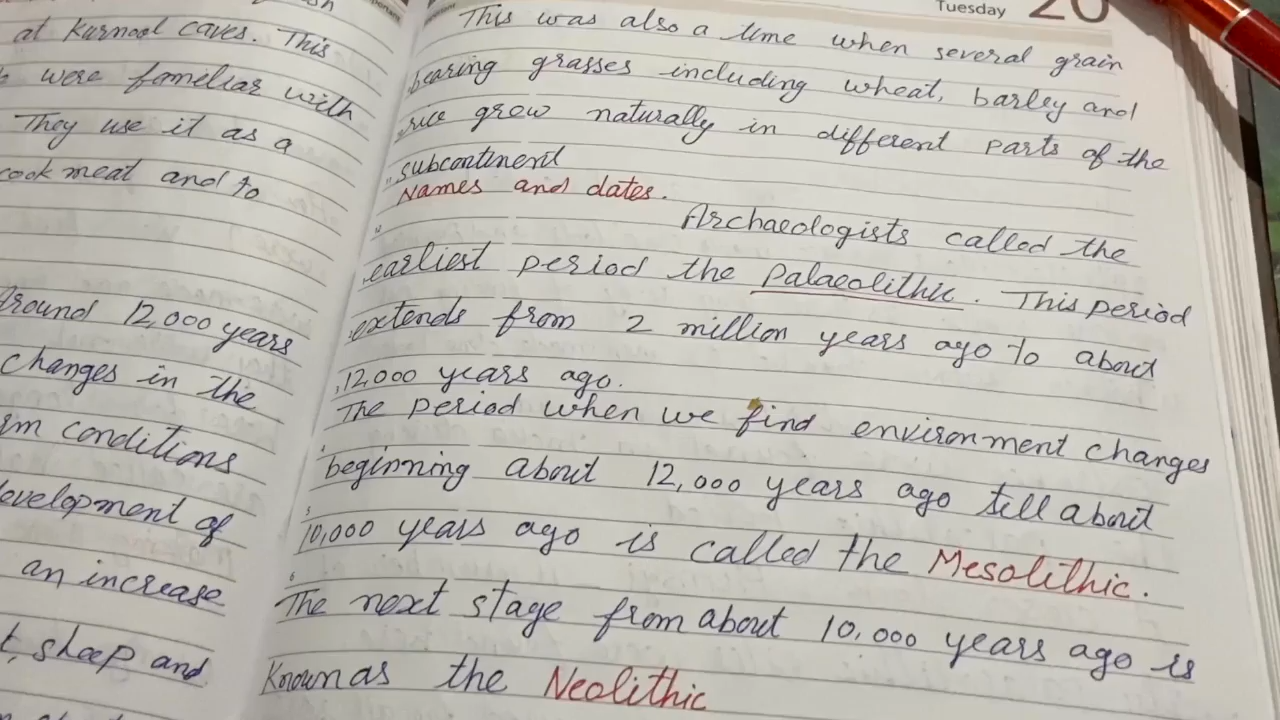 at Kurnool caves. This
were fomeliar with
They use it as a
cook meat and to
Around 12,000 years
changes in the
conditions
development of
an increase
sheep and
Tuesday 20
This was also a time when several grain
bearing grasses including wheat, barley and
rice grow naturally in different parts of the
subcontinent
Names and dates.
Archaeologists called the
earliest period the Palaeolithic. This period
extends from 2 million years ago to about
12,000 years ago.
The period when we find environment changes
beginning about 12,000 years ago till about
10,000 years ago is called the Mesolithic.
The next stage from about 10,000 years ago is
Known as the Neolithic